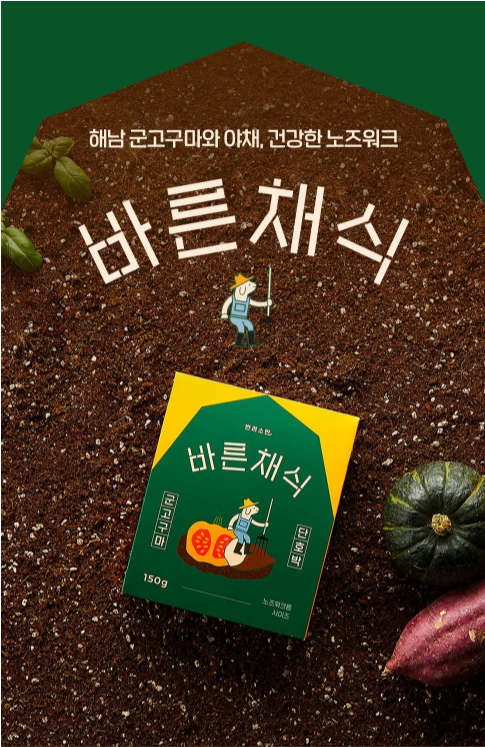 해남 군고구마와 야채, 건강한 노즈워크
바른채식
반려소반,
바른채식
군고구마
단호박
150g
노즈워크용
사이즈